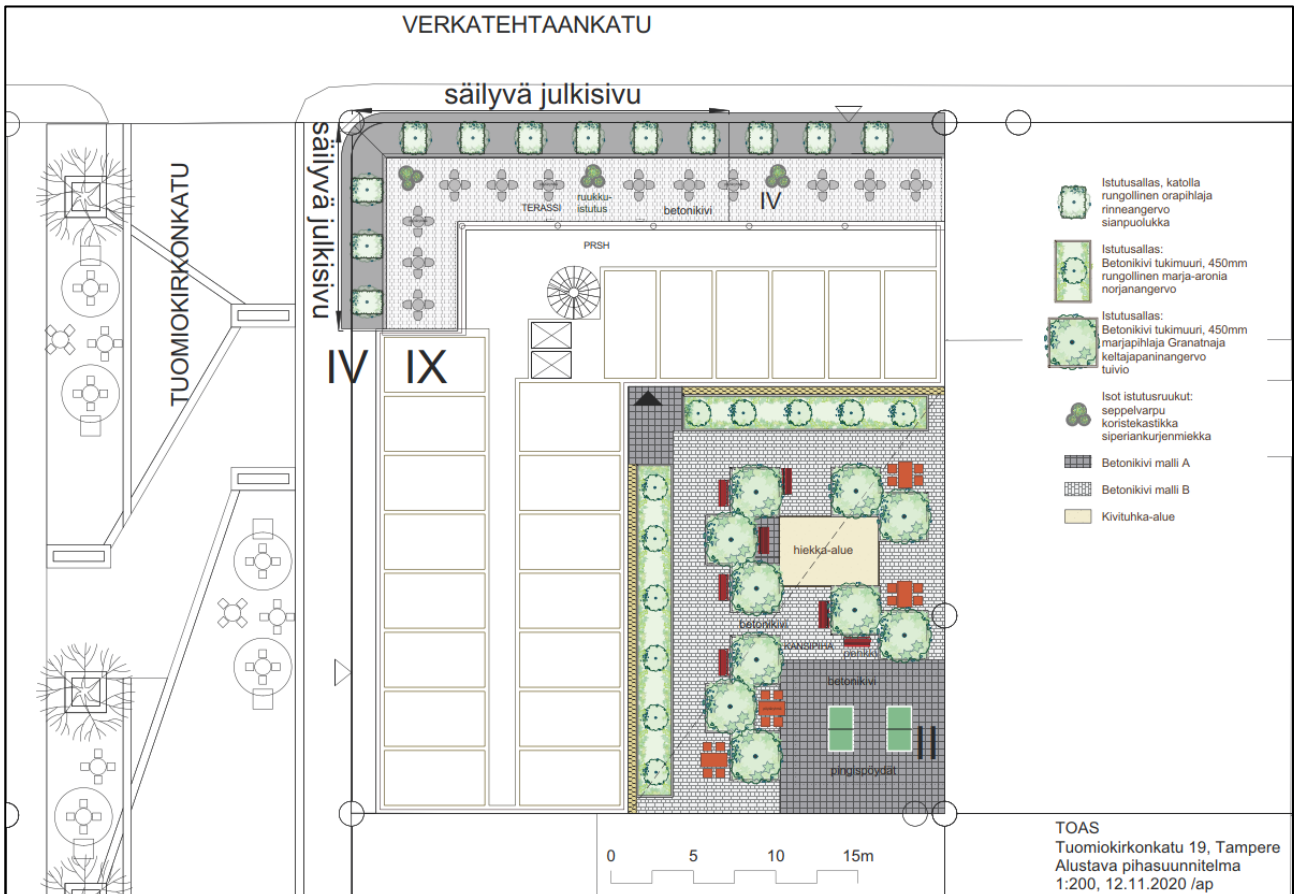 VERKATEHTAANKATU
säilyvä julkisivu
säilyvä julkisivu
TUOMIOKIRKONKATU
TERASSI
ruukku-
istutus
betonikivi
IV
PRSH
IV
IX
hiekka-alue
betonikivi
KANSIPIHA
penkki
betonikivi
II
pingispöydät
Istutusallas, katolla
rungollinen orapihlaja
rinneangervo
sianpuolukka
Istutusallas:
Betonikivi tukimuuri, 450mm
rungollinen marja-aronia
norjanangervo
Istutusallas:
Betonikivi tukimuuri, 450mm
marjapihlaja Granatnaja
keltajapaninangervo
tuivio
Isot istutusruukut:
seppelvarpu
koristekastikka
siperiankurjenmiekka
Betonikivi malli A
Betonikivi malli B
Kivituhka-alue
0 5 10 15m
TOAS
Tuomiokirkonkatu 19, Tampere
Alustava pihasuunnitelma
1:200, 12.11.2020 /ap